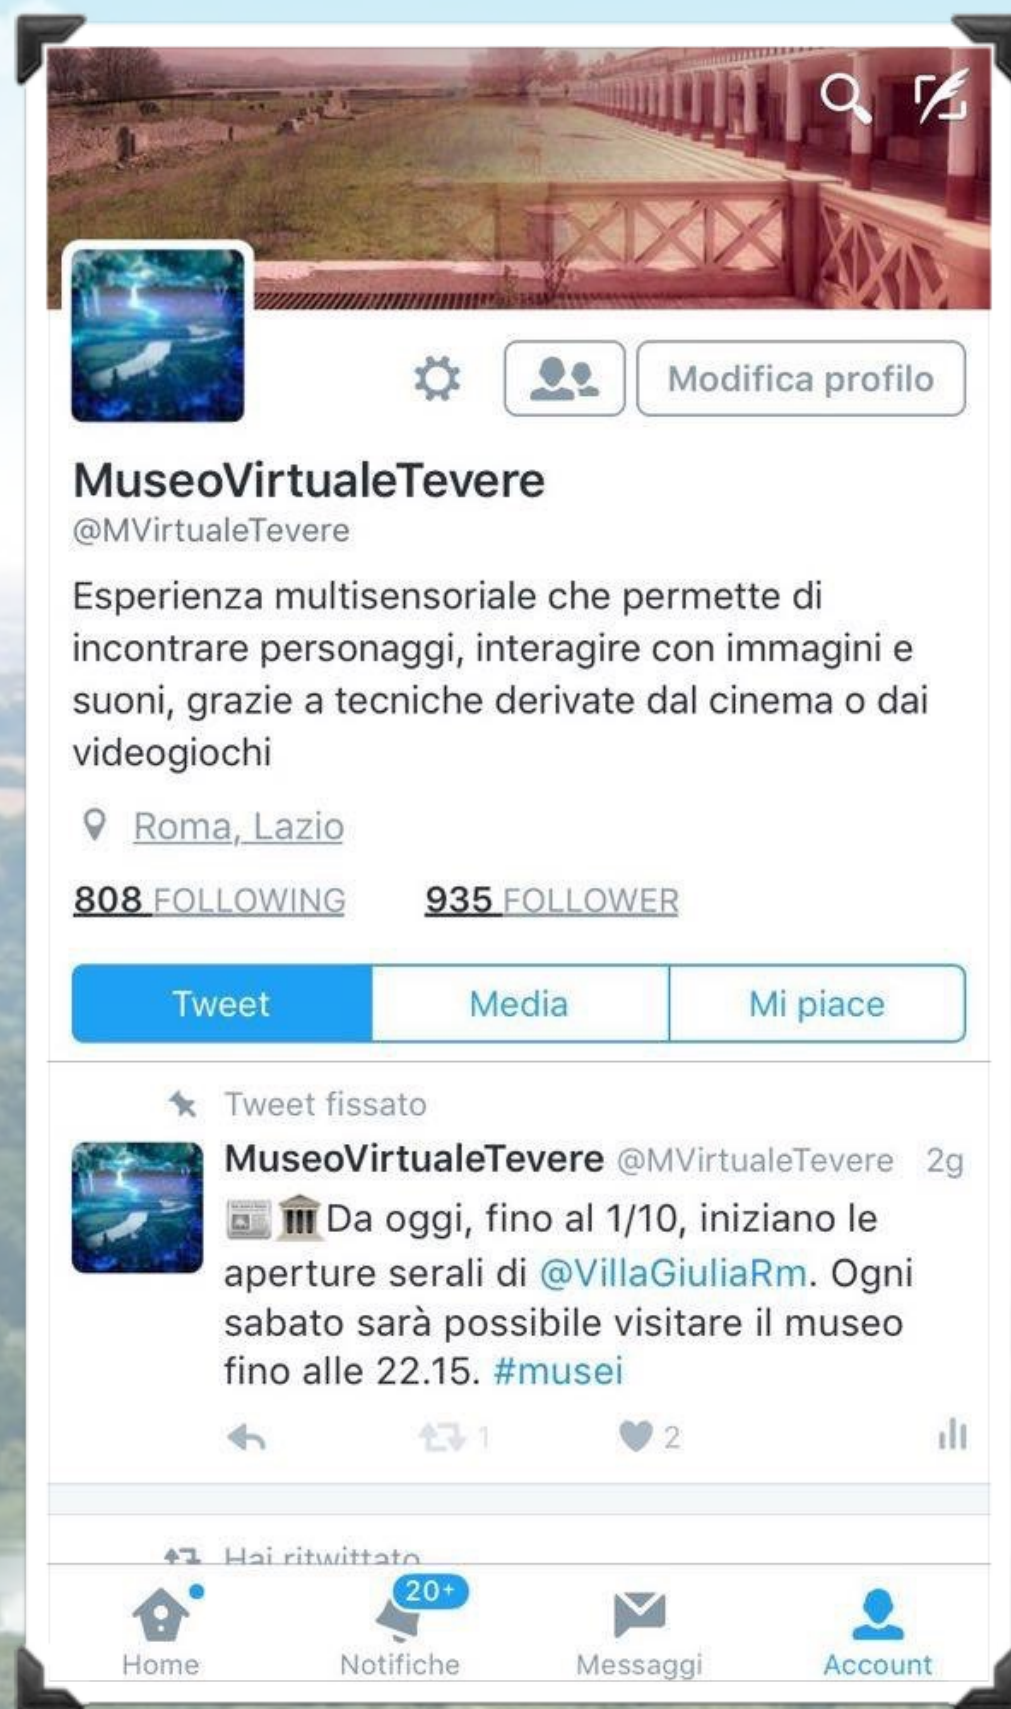 Modifica profilo
MuseoVirtualeTevere
@MVirtualeTevere
Esperienza multisensoriale che permette di
incontrare personaggi, interagire con immagini e
suoni, grazie a tecniche derivate dal cinema o dai
videogiochi
Roma, Lazio
808 FOLLOWING 935 FOLLOWER
Tweet Media Mi piace
Tweet fissato
MuseoVirtualeTevere @MVirtualeTevere 2g
📰🏛Da oggi, fino al 1/10, iniziano le
aperture serali di @VillaGiuliaRm. Ogni
sabato sarà possibile visitare il museo
fino alle 22.15. #musei
1 2
Hai ritwittato
20+
Home Notifiche Messaggi Account